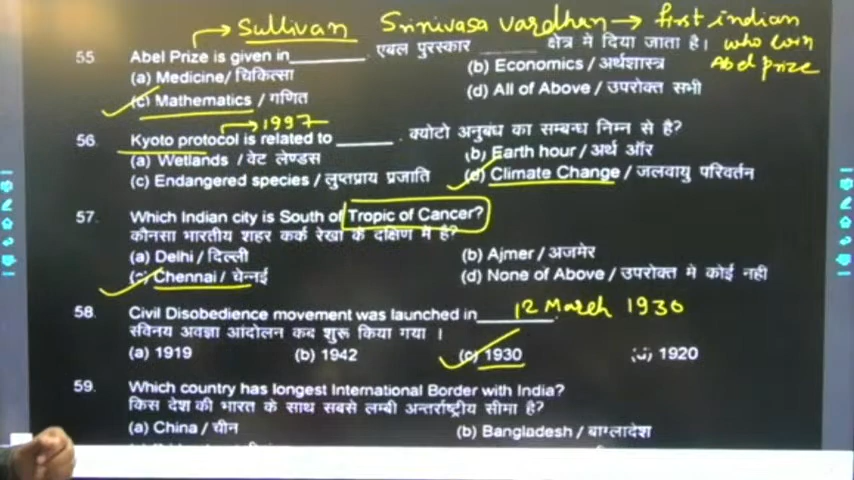 Sullivan Srinivasa vardhan → first indian
who win
Abel prize
55 Abel Prize is given in________. एबल पुरस्कार ______ क्षेत्र मे दिया जाता है।
(a) Medicine/चिकित्सा
(b) Economics/अर्थशास्त्र
(c) Mathematics/गणित
(d) All of Above/उपरोक्त सभी
1997
56. Kyoto protocol is related to ______. क्योटो अनुबंध का सम्बन्ध निम्न से है?
(a) Wetlands /वेट लेण्डस
(b) Earth hour/अर्थ ऑर
(c) Endangered species/लुप्तप्राय प्रजाति
(d) Climate Change/जलवायु परिवर्तन
57. Which Indian city is South of Tropic of Cancer?
कौनसा भारतीय शहर कर्क रेखा के दक्षिण में है?
(a) Delhi/दिल्ली
(b) Ajmer/अजमेर
(c) Chennai/चेन्नई
(d) None of Above/उपरोक्त मे कोई नही
58. Civil Disobedience movement was launched in________. 12 March 1930
सविनय अवज्ञा आंदोलन कब शुरू किया गया ।
(a) 1919
(b) 1942
(c) 1930
(d) 1920
59. Which country has longest International Border with India?
किस देश की भारत के साथ सबसे लम्बी अन्तर्राष्ट्रीय सीमा है?
(a) China/चीन
(b) Bangladesh/बाग्लादेश